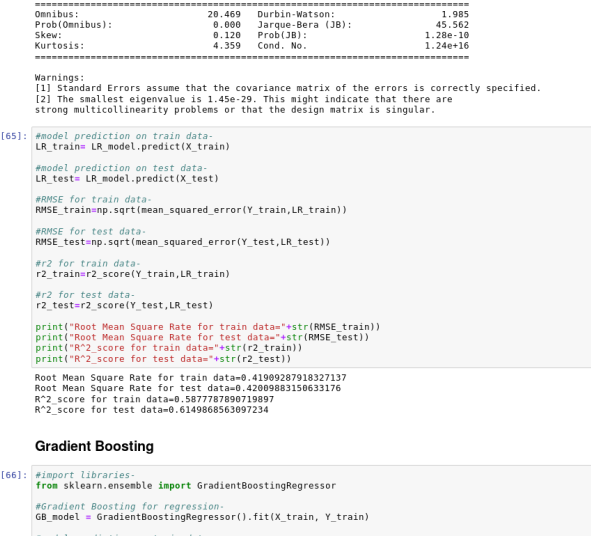 ==============================================================================
Omnibus: 20.469 Durbin-Watson: 1.985
Prob(Omnibus): 0.000 Jarque-Bera (JB): 45.562
Skew: 0.120 Prob(JB): 1.28e-10
Kurtosis: 4.359 Cond. No. 1.24e+16
==============================================================================
Warnings:
[1] Standard Errors assume that the covariance matrix of the errors is correctly specified.
[2] The smallest eigenvalue is 1.45e-29. This might indicate that there are
strong multicollinearity problems or that the design matrix is singular.
[65]: #model prediction on train data-
LR_train= LR_model.predict(X_train)
#model prediction on test data-
LR_test= LR_model.predict(X_test)
#RMSE for train data-
RMSE_train=np.sqrt(mean_squared_error(Y_train,LR_train))
#RMSE for test data-
RMSE_test=np.sqrt(mean_squared_error(Y_test,LR_test))
#r2 for train data-
r2_train=r2_score(Y_train,LR_train)
#r2 for test data-
r2_test=r2_score(Y_test,LR_test)
print("Root Mean Square Rate for train data="+str(RMSE_train))
print("Root Mean Square Rate for test data="+str(RMSE_test))
print("R^2_score for train data="+str(r2_train))
print("R^2_score for test data="+str(r2_test))
Root Mean Square Rate for train data=0.41909287918327137
Root Mean Square Rate for test data=0.42009883150633176
R^2_score for train data=0.5877787890719897
R^2_score for test data=0.6149868563097234
Gradient Boosting
[66]: #import libraries-
from sklearn.ensemble import GradientBoostingRegressor
#Gradient Boosting for regression-
GB_model = GradientBoostingRegressor().fit(X_train, Y_train)